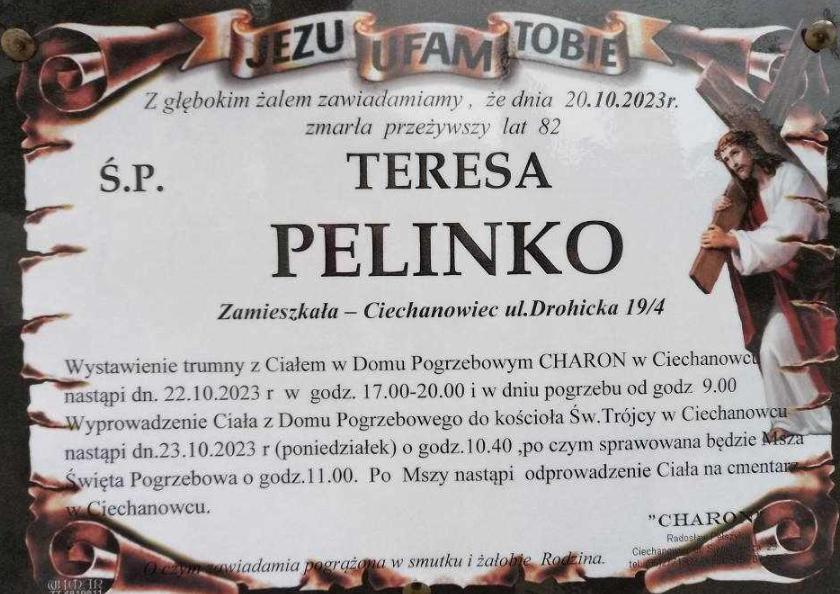 JEZU UFAM TOBIE
Z głębokim żalem zawiadamiamy , że dnia 20.10.2023r.
zmarła przeżywszy lat 82
Ś.P. TERESA
PELINKO
Zamieszkała – Ciechanowiec ul.Drohicka 19/4
Wystawienie trumny z Ciałem w Domu Pogrzebowym CHARON w Ciechanowcu
nastąpi dn. 22.10.2023 r w godz. 17.00-20.00 i w dniu pogrzebu od godz 9.00
Wyprowadzenie Ciała z Domu Pogrzebowego do kościoła Św.Trójcy w Ciechanowcu
nastąpi dn.23.10.2023 r (poniedziałek) o godz.10.40 ,po czym sprawowana będzie Msza
Święta Pogrzebowa o godz.11.00. Po Mszy nastąpi odprowadzenie Ciała na cmentarz
w Ciechanowcu.
"CHARON"
Radosław
Ciechanowiec
O czym zawiadamia pogrążona w smutku i żałobie Rodzina.